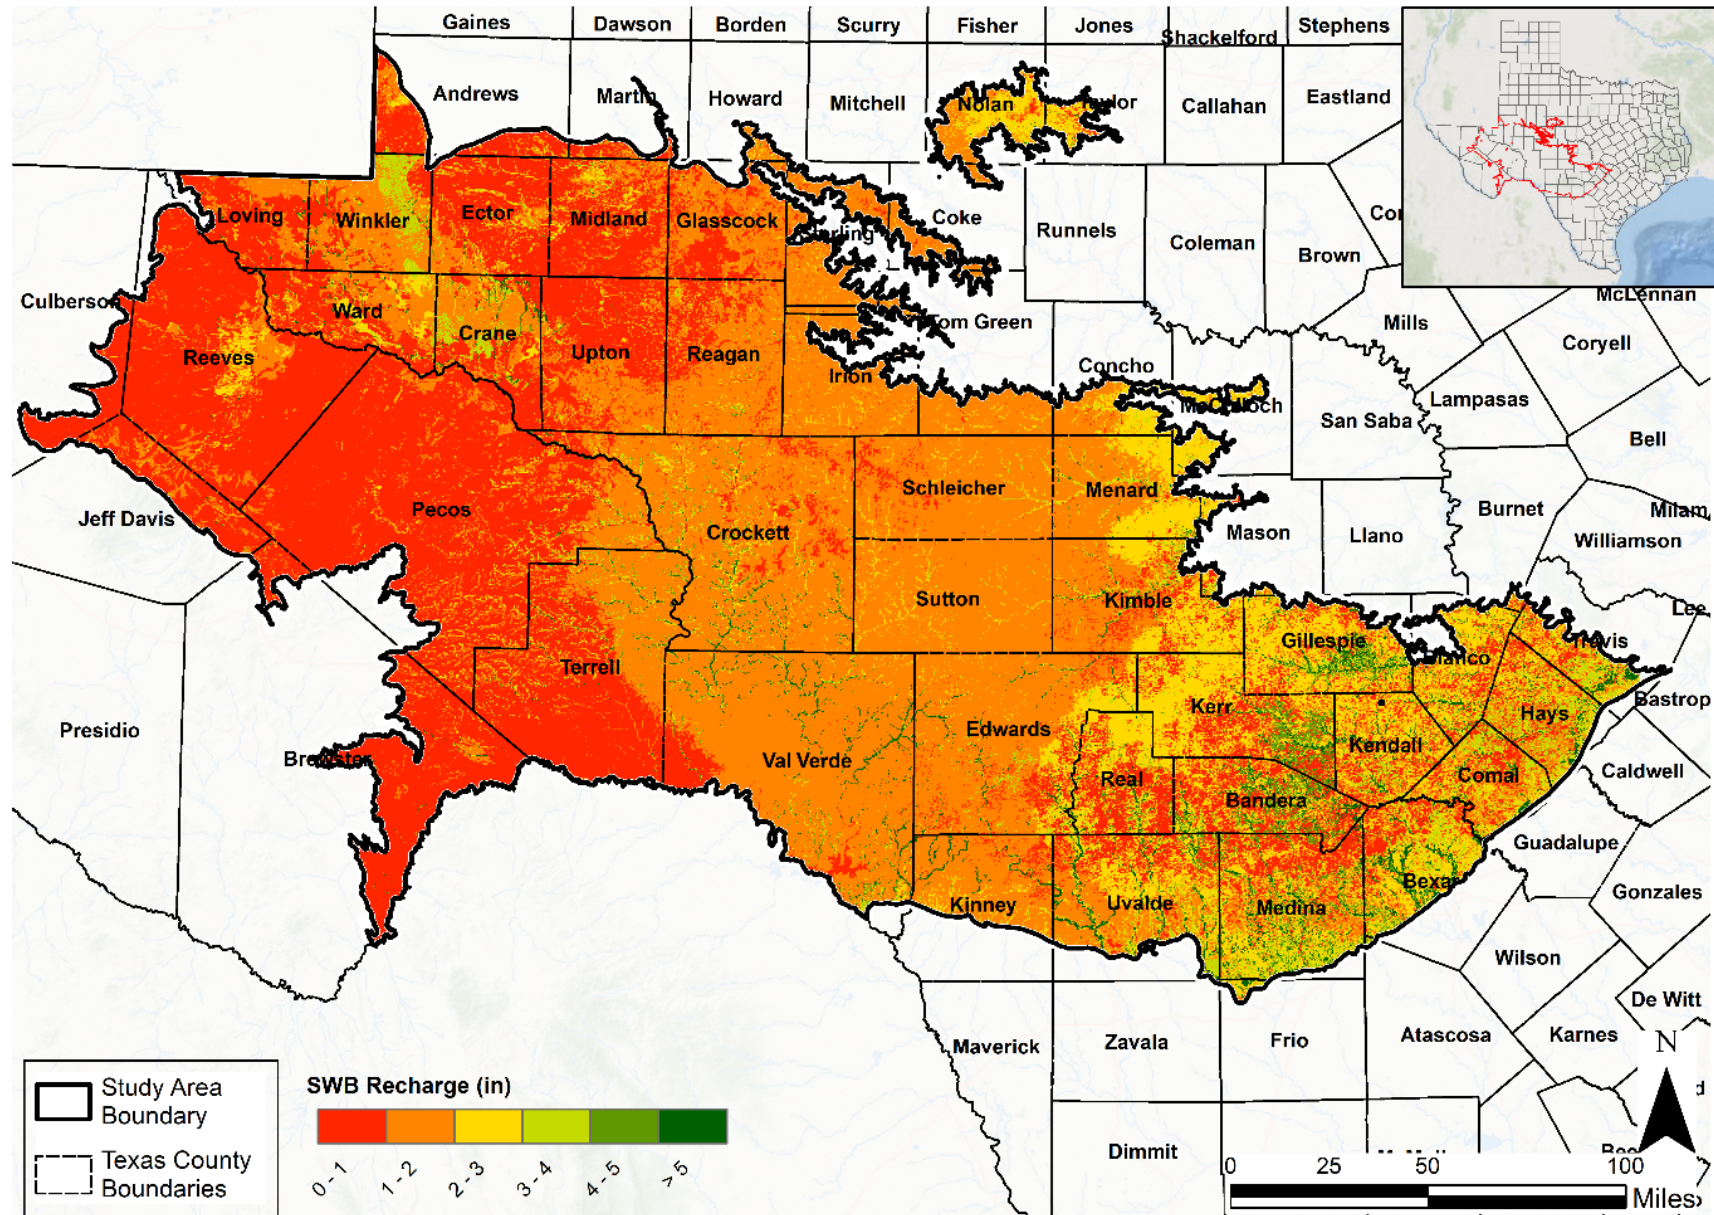 Gaines
Dawson
Borden
Scurry
Fisher
Jones
Shackelford
Stephens
Andrews
Martin
Howard
Mitchell
Nolan
Taylor
Callahan
Eastland
Loving
Winkler
Ector
Midland
Glasscock
Sterling
Coke
Runnels
Coleman
Brown
Culberson
Ward
Crane
Upton
Reagan
Irion
Tom Green
Concho
McCulloch
Mills
McLennan
Coryell
Reeves
San Saba
Lampasas
Bell
Jeff Davis
Pecos
Crockett
Schleicher
Menard
Mason
Llano
Burnet
Milam
Williamson
Sutton
Kimble
Gillespie
Blanco
Travis
Lee
Terrell
Presidio
Brewster
Val Verde
Edwards
Kerr
Real
Bandera
Kendall
Comal
Hays
Bastrop
Caldwell
Guadalupe
Kinney
Uvalde
Medina
Bexar
Gonzales
Wilson
De Witt
Maverick
Zavala
Frio
Atascosa
Karnes
Dimmit
N
Study Area
Boundary
Texas County
Boundaries
SWB Recharge (in)
0 - 1
1 - 2
2 - 3
3 - 4
4 - 5
> 5
0 25 50 100
Miles